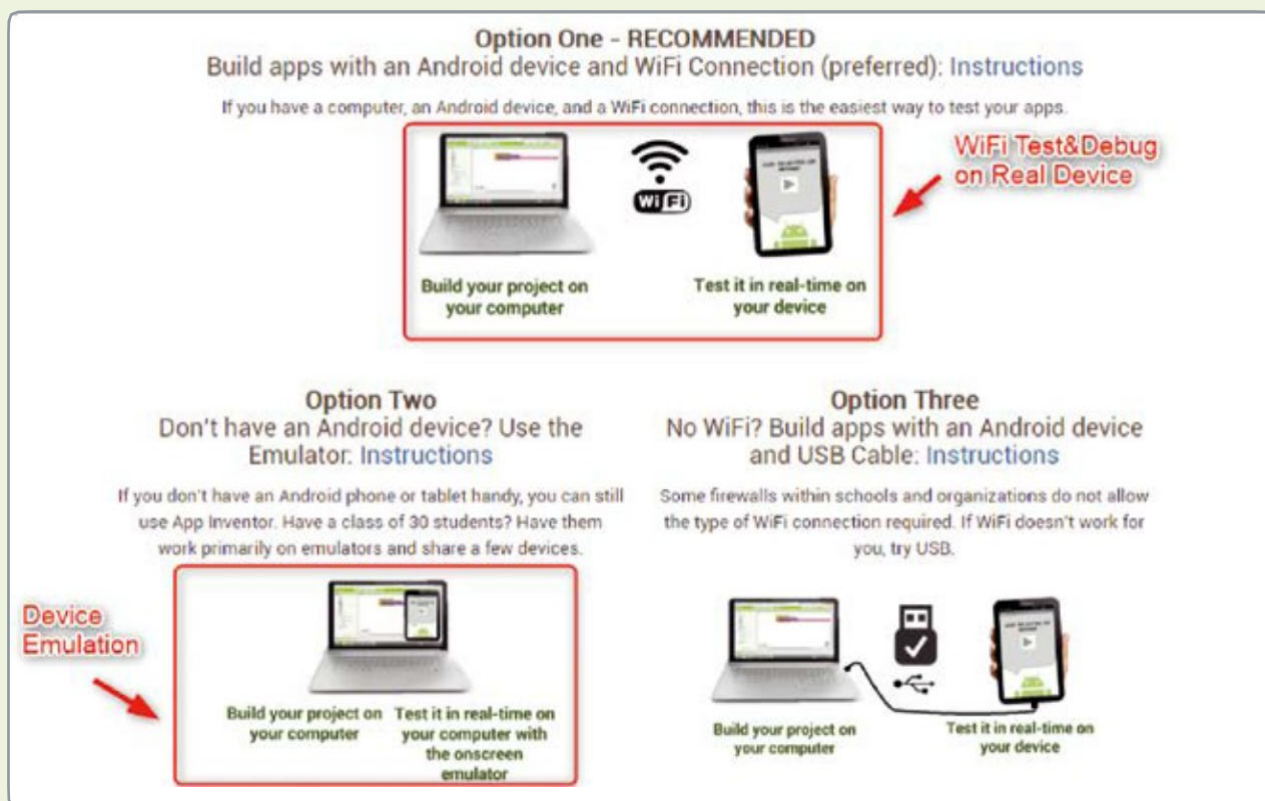 Option One - RECOMMENDED
Build apps with an Android device and WiFi Connection (preferred): Instructions
If you have a computer, an Android device, and a WiFi connection, this is the easiest way to test your apps.
WiFi Test&Debug
on Real Device
WiFi
Build your project on
your computer
Test it in real-time on
your device
Option Two
Don't have an Android device? Use the
Emulator: Instructions
If you don't have an Android phone or tablet handy, you can still
use App Inventor. Have a class of 30 students? Have them
work primarily on emulators and share a few devices.
Device
Emulation
Build your project on
your computer
Test it in real-time on
your computer with
the onscreen
emulator
Option Three
No WiFi? Build apps with an Android device
and USB Cable: Instructions
Some firewalls within schools and organizations do not allow
the type of WiFi connection required. If WiFi doesn't work for
you, try USB.
Build your project on
your computer
Test it in real-time on
your device